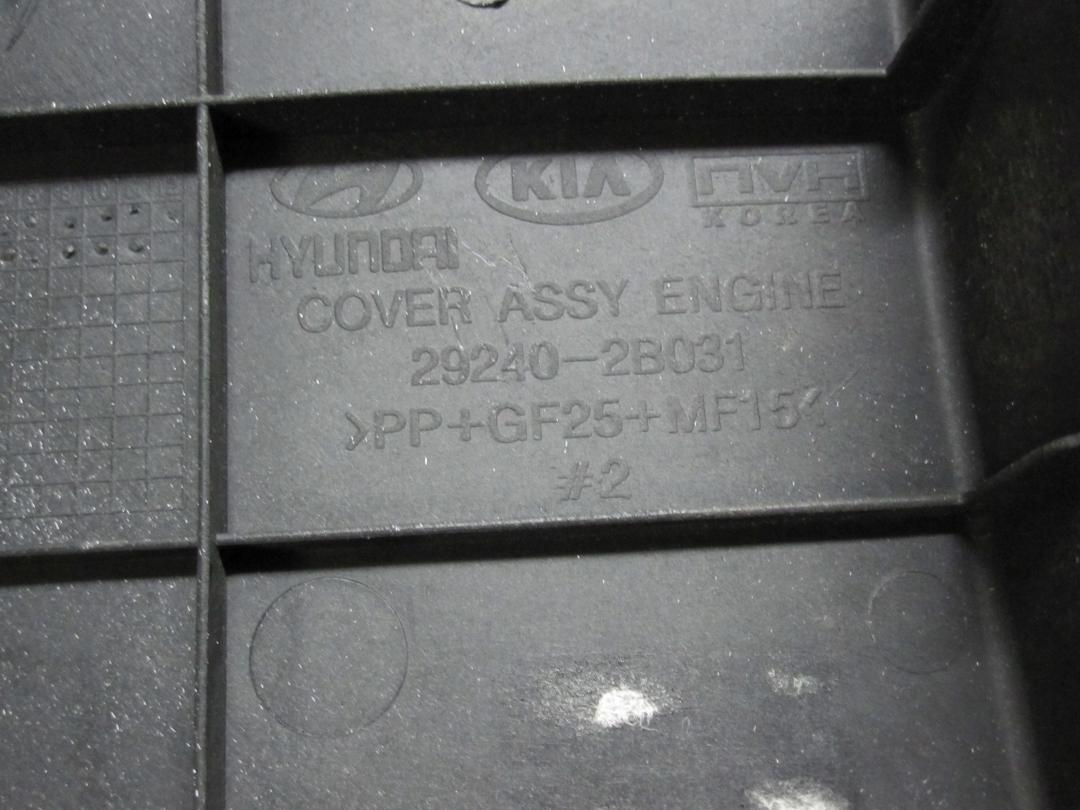 KIA
KOREA
HYUNDAI
COVER ASSY ENGINE
29240-2B031
>PP+GF25+MF15<
#2